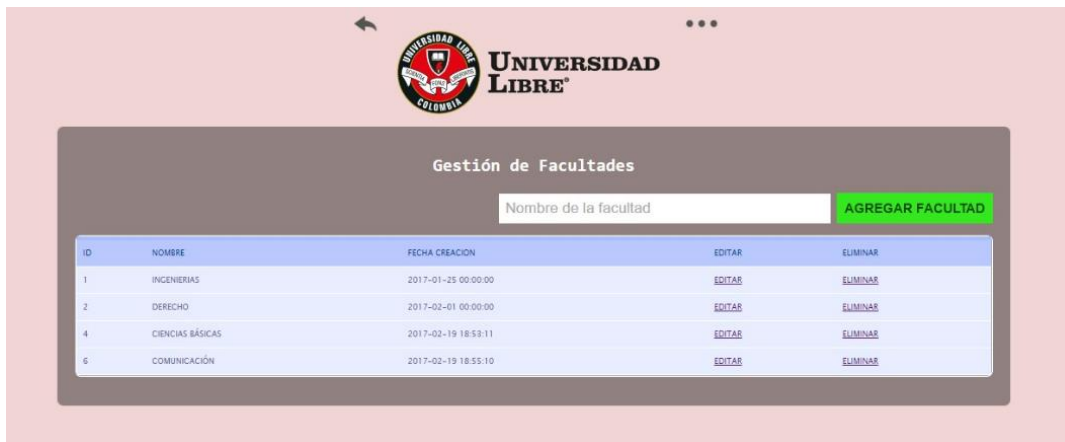 UNIVERSIDAD LIBRE
COLOMBIA
UNIVERSIDAD
LIBRE®
Gestión de Facultades
Nombre de la facultad AGREGAR FACULTAD
ID NOMBRE FECHA CREACION EDITAR ELIMINAR
1 INGENIERIAS 2017-01-25 00:00:00 EDITAR ELIMINAR
2 DERECHO 2017-02-01 00:00:00 EDITAR ELIMINAR
4 CIENCIAS BÁSICAS 2017-02-19 18:53:11 EDITAR ELIMINAR
6 COMUNICACIÓN 2017-02-19 18:55:10 EDITAR ELIMINAR